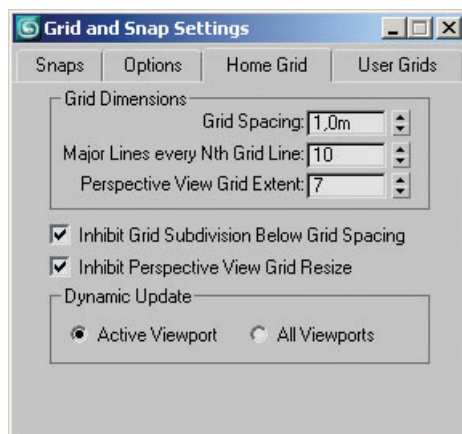 Grid and Snap Settings
Snaps
Options
Home Grid
User Grids
Grid Dimensions
Grid Spacing: 1,0m
Major Lines every Nth Grid Line: 10
Perspective View Grid Extent: 7
Inhibit Grid Subdivision Below Grid Spacing
Inhibit Perspective View Grid Resize
Dynamic Update
Active Viewport
All Viewports